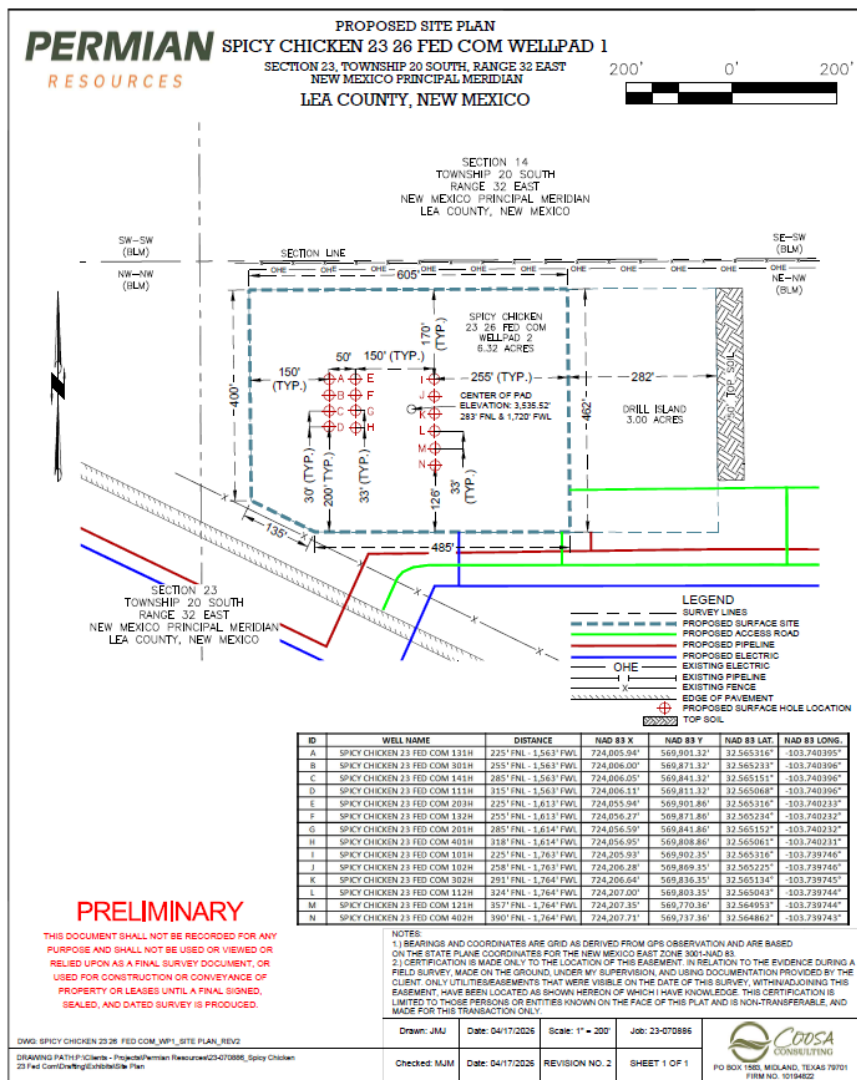 PERMIAN
RESOURCES
PROPOSED SITE PLAN
SPICY CHICKEN 23 26 FED COM WELLPAD 1
SECTION 23, TOWNSHIP 20 SOUTH, RANGE 32 EAST
NEW MEXICO PRINCIPAL MERIDIAN
LEA COUNTY, NEW MEXICO
200' 0' 200'
SECTION 14
TOWNSHIP 20 SOUTH
RANGE 32 EAST
NEW MEXICO PRINCIPAL MERIDIAN
LEA COUNTY, NEW MEXICO
SW-SW
(BLM)
NW-NW
(BLM)
SE-SW
(BLM)
NE-NW
(BLM)
SECTION LINE
OHE OHE OHE OHE OHE OHE OHE OHE OHE OHE OHE
605'
SPICY CHICKEN
23 26 FED COM
WELLPAD 2
6.32 ACRES
170'
(TYP.)
50'
150' (TYP.)
150'
(TYP.)
400'
A E
B F
C G
D H
I
J
K
L
M
N
255' (TYP.)
CENTER OF PAD
ELEVATION: 3,535.52'
283' FNL & 1,720' FWL
462'
282'
DRILL ISLAND
3.00 ACRES
50' TOP SOIL
30' (TYP.)
200' TYP.)
33' (TYP.)
126'
33'
(TYP.)
135'
485'
SECTION 23
TOWNSHIP 20 SOUTH
RANGE 32 EAST
NEW MEXICO PRINCIPAL MERIDIAN
LEA COUNTY, NEW MEXICO
LEGEND
SURVEY LINES
PROPOSED SURFACE SITE
PROPOSED ACCESS ROAD
PROPOSED PIPELINE
PROPOSED ELECTRIC
OHE EXISTING ELECTRIC
EXISTING PIPELINE
x EXISTING FENCE
EDGE OF PAVEMENT
PROPOSED SURFACE HOLE LOCATION
TOP SOIL
ID WELL NAME DISTANCE NAD 83 X NAD 83 Y NAD 83 LAT. NAD 83 LONG.
A SPICY CHICKEN 23 FED COM 131H 225' FNL - 1,563' FWL 724,005.94' 569,901.32' 32.565316° -103.740395°
B SPICY CHICKEN 23 FED COM 301H 255' FNL - 1,563' FWL 724,006.00' 569,871.32' 32.565233° -103.740396°
C SPICY CHICKEN 23 FED COM 141H 285' FNL - 1,563' FWL 724,006.05' 569,841.32' 32.565151° -103.740396°
D SPICY CHICKEN 23 FED COM 111H 315' FNL - 1,563' FWL 724,006.11' 569,811.32' 32.565068° -103.740396°
E SPICY CHICKEN 23 FED COM 203H 225' FNL - 1,613' FWL 724,055.94' 569,901.86' 32.565316° -103.740233°
F SPICY CHICKEN 23 FED COM 132H 255' FNL - 1,613' FWL 724,056.27' 569,871.86' 32.565234° -103.740232°
G SPICY CHICKEN 23 FED COM 201H 285' FNL - 1,614' FWL 724,056.59' 569,841.86' 32.565152° -103.740232°
H SPICY CHICKEN 23 FED COM 401H 318' FNL - 1,614' FWL 724,056.95' 569,808.86' 32.565061° -103.740231°
I SPICY CHICKEN 23 FED COM 101H 225' FNL - 1,763' FWL 724,205.93' 569,902.35' 32.565316° -103.739746°
J SPICY CHICKEN 23 FED COM 102H 258' FNL - 1,763' FWL 724,206.28' 569,869.35' 32.565225° -103.739746°
K SPICY CHICKEN 23 FED COM 302H 291' FNL - 1,764' FWL 724,206.64' 569,836.35' 32.565134° -103.739745°
L SPICY CHICKEN 23 FED COM 112H 324' FNL - 1,764' FWL 724,207.00' 569,803.35' 32.565043° -103.739744°
M SPICY CHICKEN 23 FED COM 121H 357' FNL - 1,764' FWL 724,207.35' 569,770.36' 32.564953° -103.739744°
N SPICY CHICKEN 23 FED COM 402H 390' FNL - 1,764' FWL 724,207.71' 569,737.36' 32.564862° -103.739743°
PRELIMINARY
THIS DOCUMENT SHALL NOT BE RECORDED FOR ANY
PURPOSE AND SHALL NOT BE USED OR VIEWED OR
RELIED UPON AS A FINAL SURVEY DOCUMENT, OR
USED FOR CONSTRUCTION OR CONVEYANCE OF
PROPERTY OR LEASES UNTIL A FINAL SIGNED,
SEALED, AND DATED SURVEY IS PRODUCED.
NOTES:
1.) BEARINGS AND COORDINATES ARE GRID AS DERIVED FROM GPS OBSERVATION AND ARE BASED
ON THE STATE PLANE COORDINATES FOR THE NEW MEXICO EAST ZONE 3001-NAD 83.
2.) CERTIFICATION IS MADE ONLY TO THE LOCATION OF THIS EASEMENT. IN RELATION TO THE EVIDENCE DURING A
FIELD SURVEY, MADE ON THE GROUND, UNDER MY SUPERVISION, AND USING DOCUMENTATION PROVIDED BY THE
CLIENT. ONLY UTILITIES/EASEMENTS THAT WERE VISIBLE ON THE DATE OF THIS SURVEY, WITHIN/ADJOINING THIS
EASEMENT, HAVE BEEN LOCATED AS SHOWN HEREON OF WHICH I HAVE KNOWLEDGE. THIS CERTIFICATION IS
LIMITED TO THOSE PERSONS OR ENTITIES KNOWN ON THE FACE OF THIS PLAT AND IS NON-TRANSFERABLE, AND
MADE FOR THIS TRANSACTION ONLY.
DWG: SPICY CHICKEN 23 26 FED COM_WP1_SITE PLAN_REV2
DRAWING PATH:P:\Clients - Projects\Permian Resources\23-070886_Spicy Chicken
23 Fed Com\Drafting\Exhibits\Site Plan
Drawn: JMJ Date: 04/17/2026 Scale: 1" = 200' Job: 23-070886
Checked: MJM Date: 04/17/2026 REVISION NO. 2 SHEET 1 OF 1
COOSA
CONSULTING
PO BOX 1583, MIDLAND, TEXAS 79701
FIRM NO. 10194822